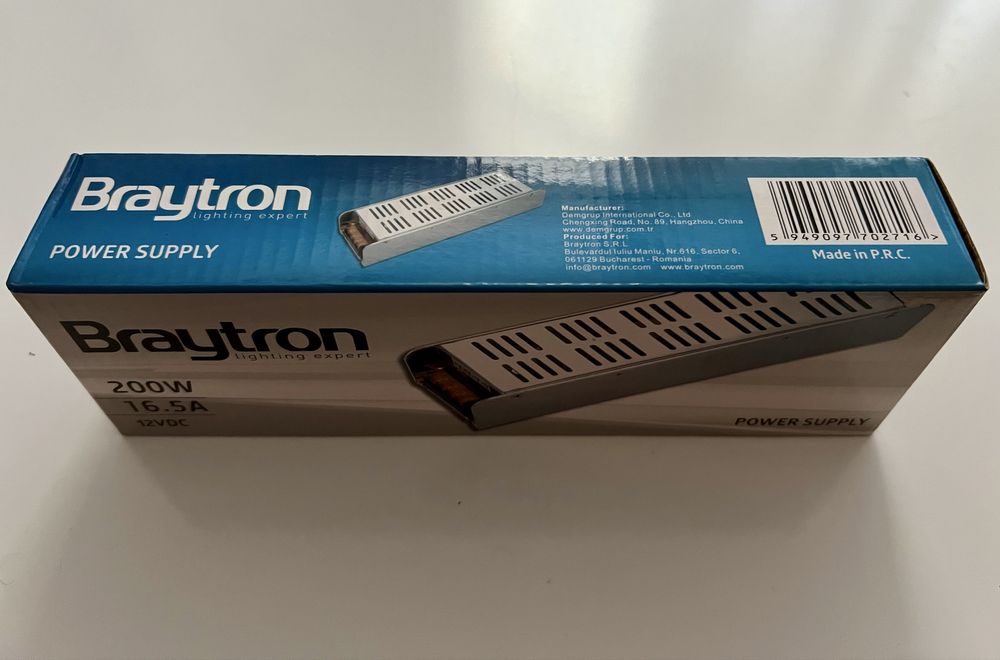 Braytron
lighting expert
POWER SUPPLY
Manufacturer:
Demgrup International Co., Ltd
Chengxing Road, No. 89, Hangzhou, China
www.demgrup.com.tr
Produced For:
Braytron S.R.L
Bulevardul Iuliu Maniu, Nr.616, Sector 6,
061129 Bucharest - Romania
info@braytron.com www.braytron.com
5 949097 702716 >
Made in P.R.C.
Braytron
lighting expert
200W
16.5A
12VDC
POWER SUPPLY